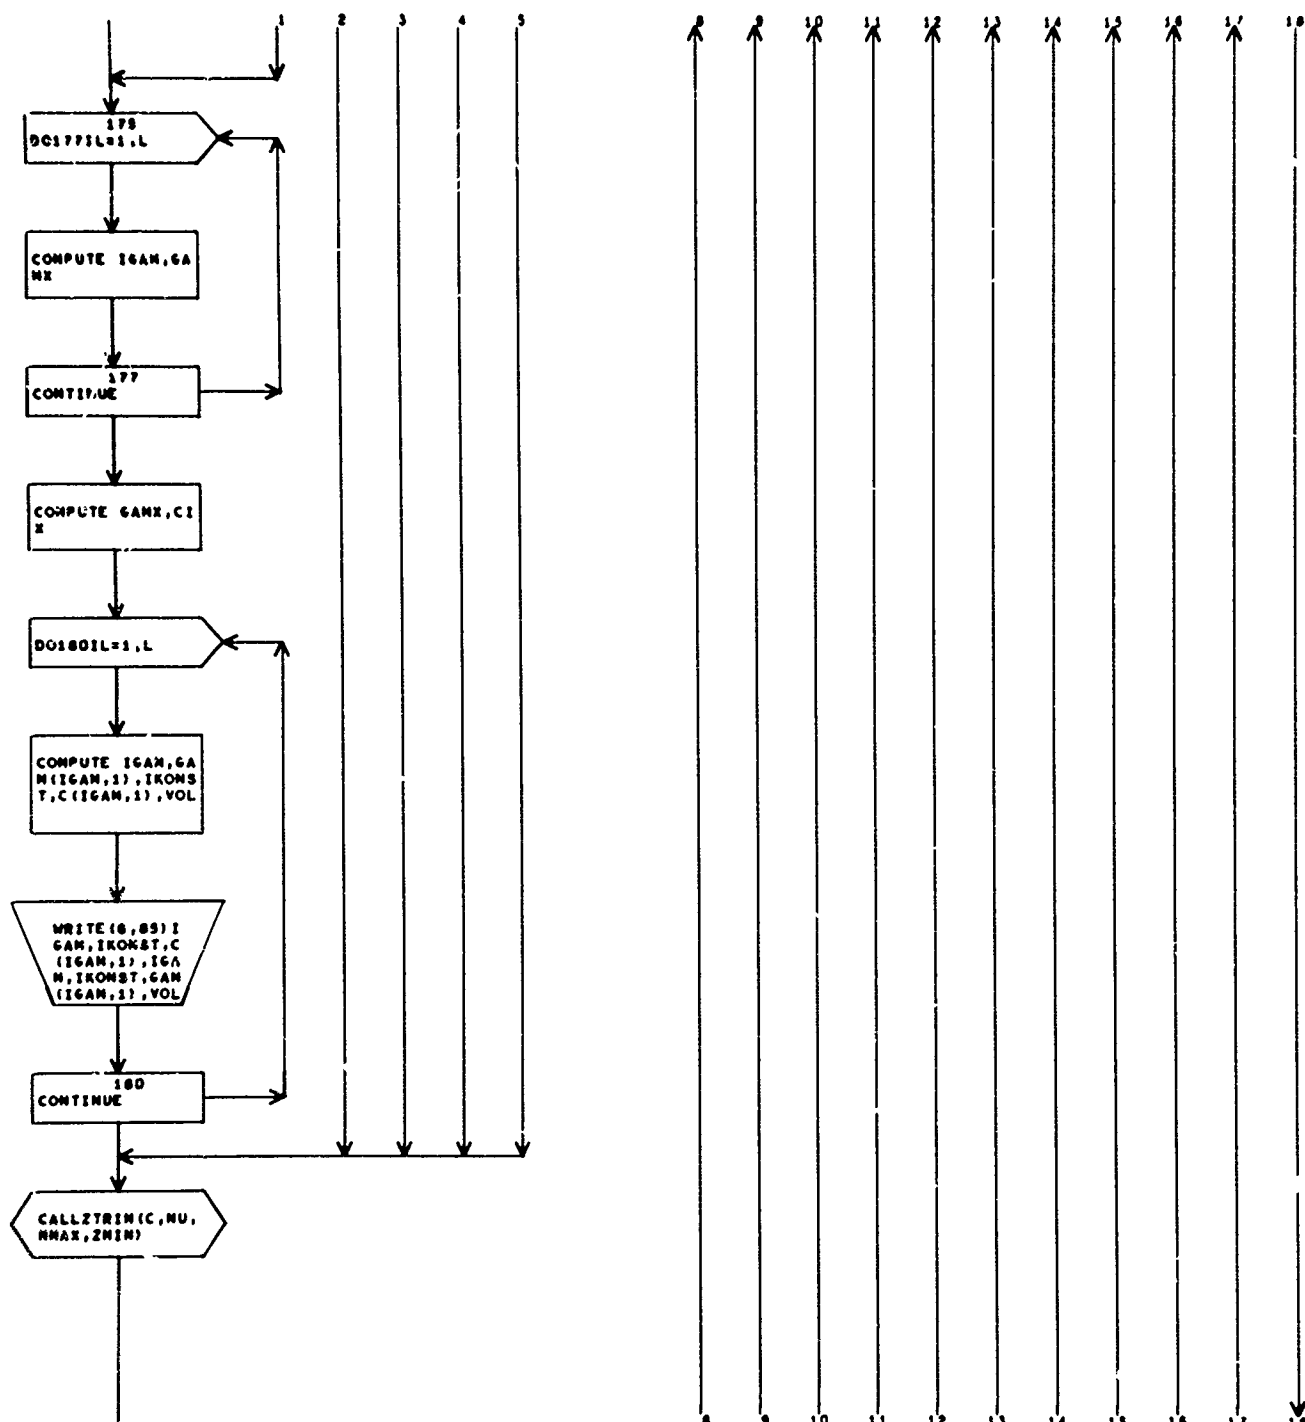 1 2 3 4 5 8 9 10 11 12 13 14 15 16 17 18
175
DO177IL=1,L
COMPUTE IGAM,GA
MX
177
CONTINUE
COMPUTE GAMX,CI
X
DO180IL=1,L
COMPUTE IGAM,GA
M(IGAM,1),IKONS
T,C(IGAM,1),VOL
WRITE(6,85)I
GAM,IKONST,C
(IGAM,1),IGA
M,IKONST,GAM
(IGAM,1),VOL
180
CONTINUE
CALLZTRIM(C,NU,
NMAX,ZMIN)
8 9 10 11 12 13 14 15 16